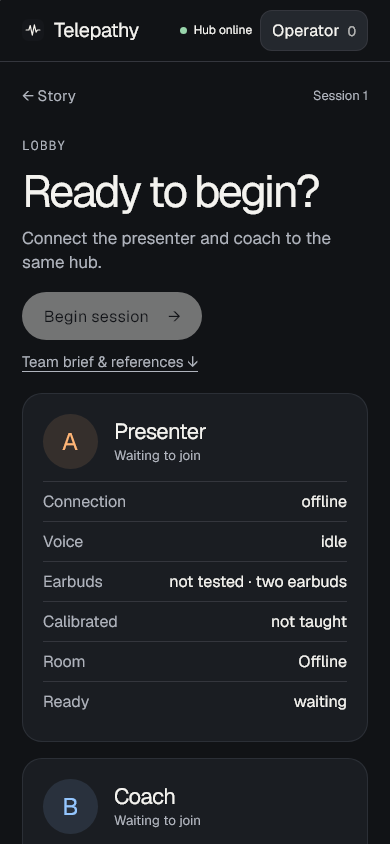 Telepathy
Hub online
Operator 0
← Story
Session 1
LOBBY
Ready to begin?
Connect the presenter and coach to the
same hub.
Begin session →
Team brief & references ↓
A
Presenter
Waiting to join
Connection offline
Voice idle
Earbuds not tested · two earbuds
Calibrated not taught
Room Offline
Ready waiting
B
Coach
Waiting to join